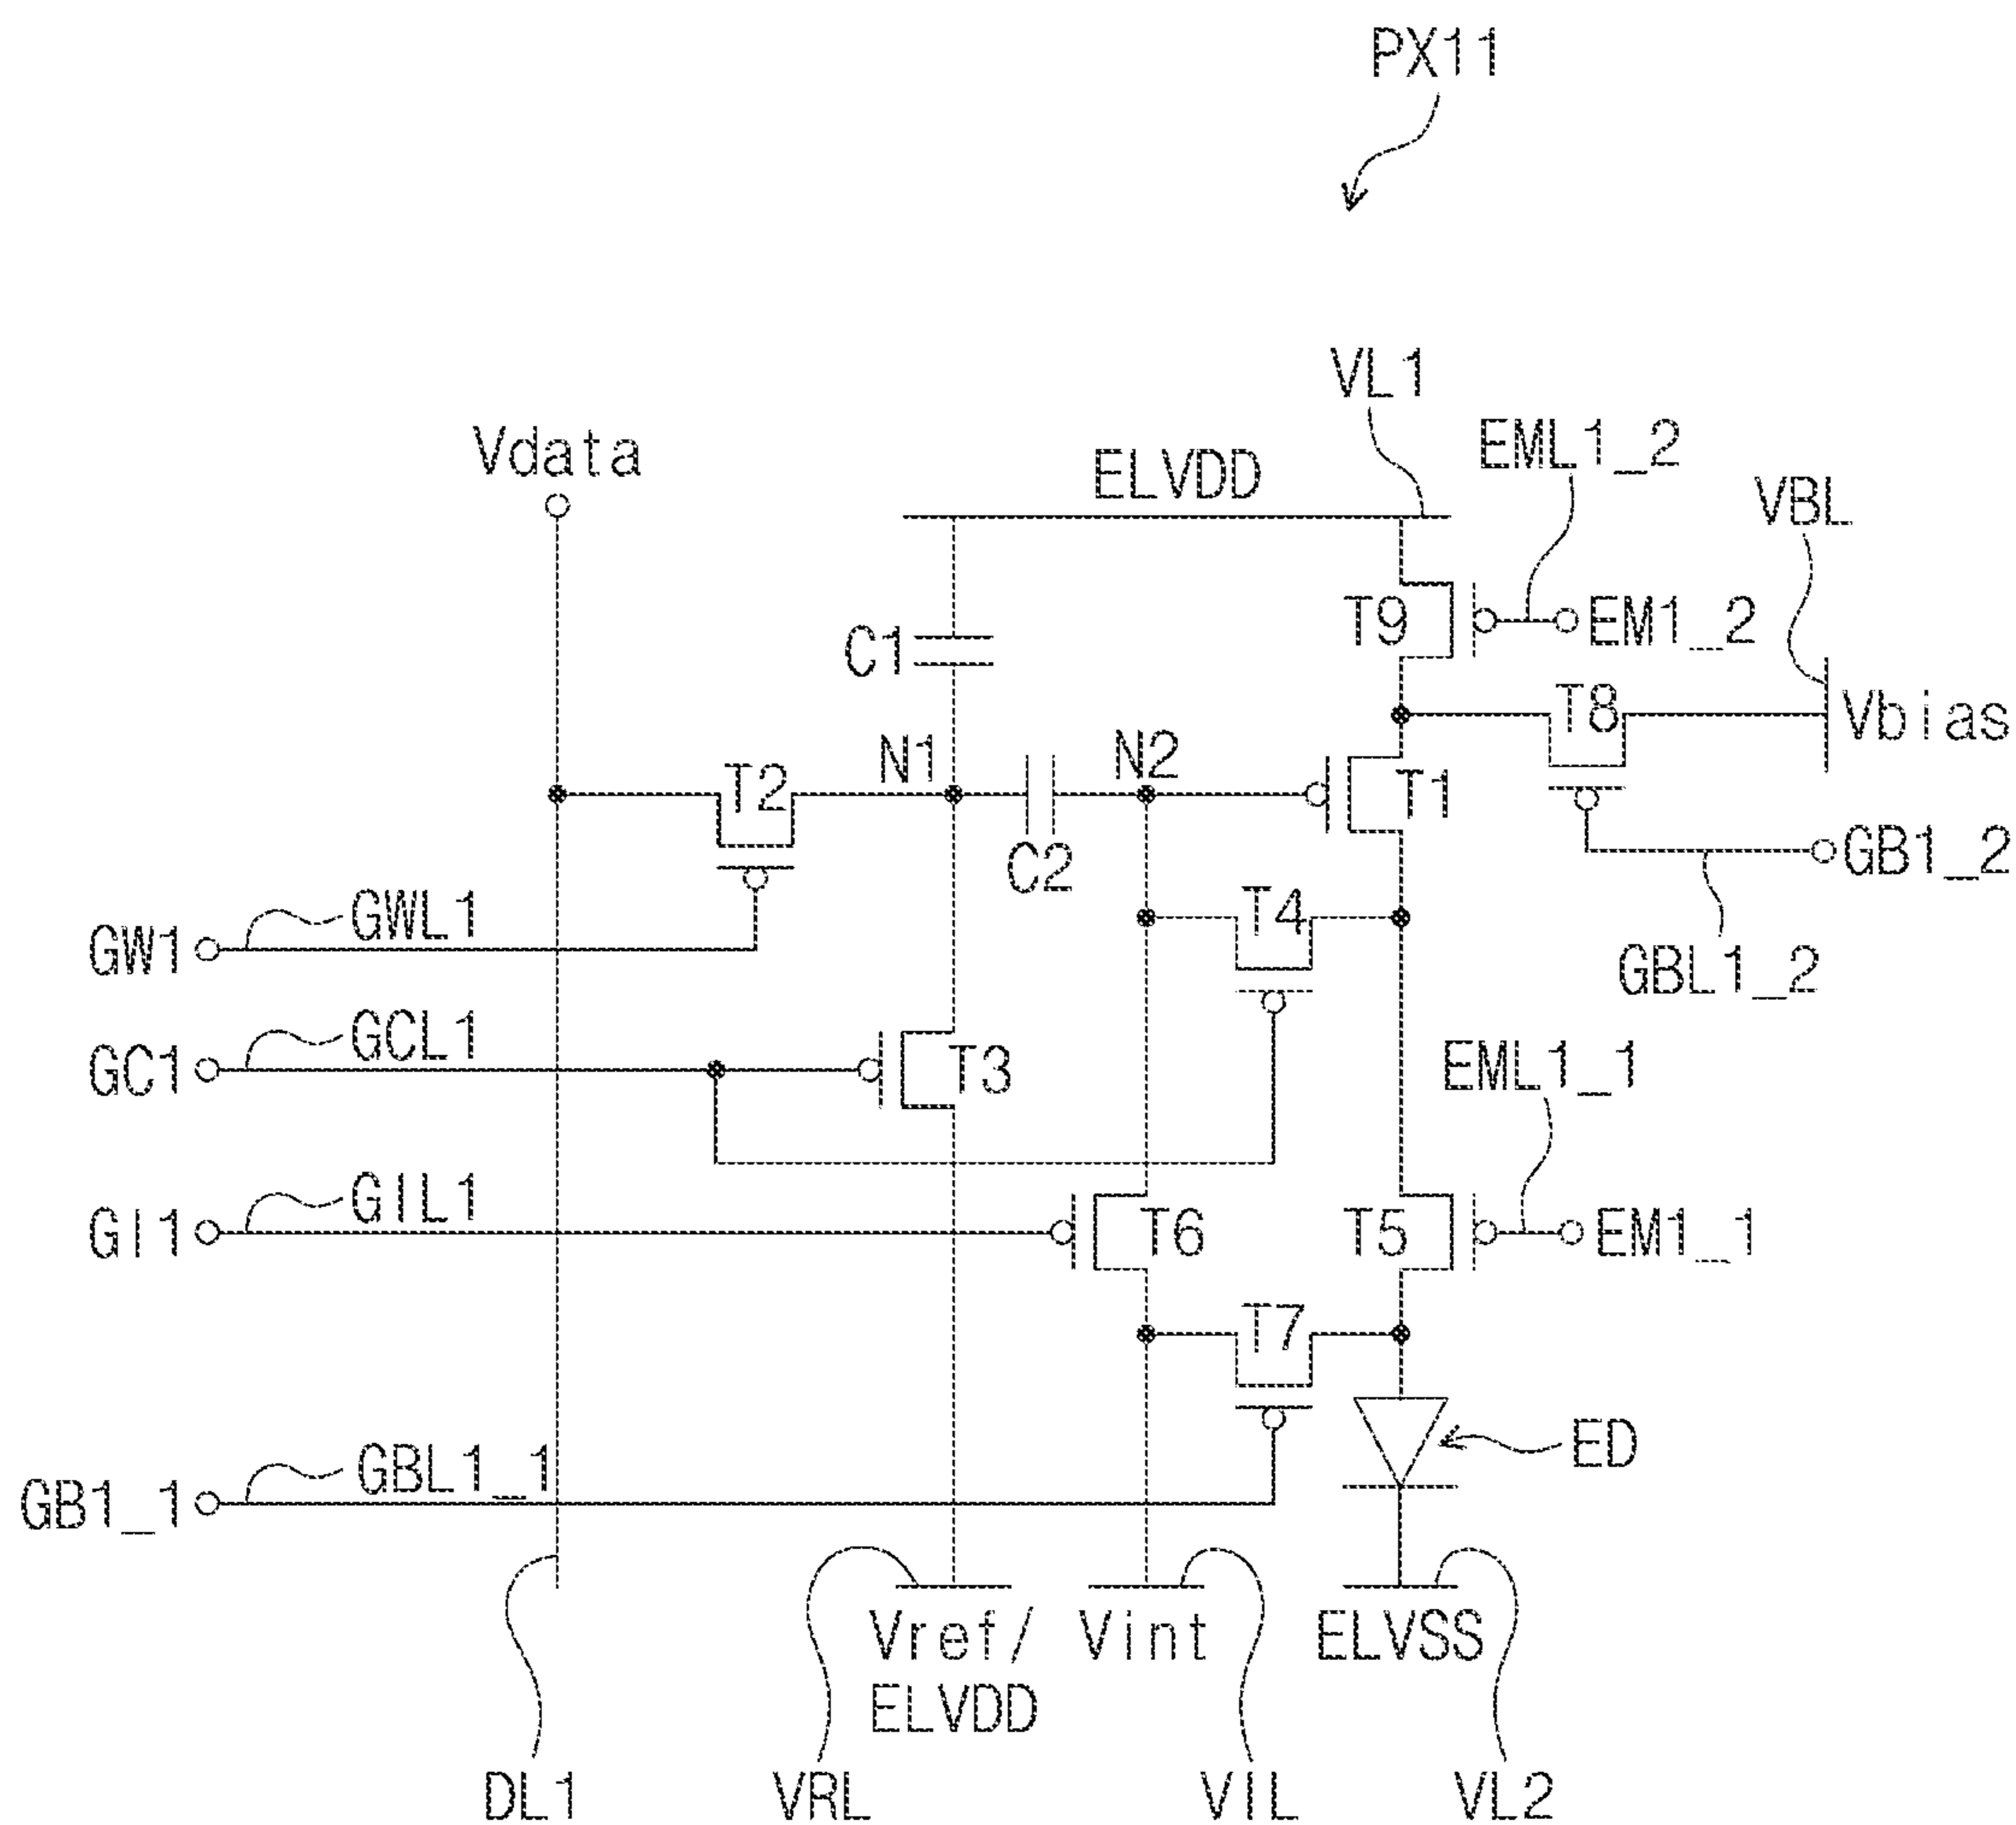 PX11
VL1
Vdata
ELVDD
EML1_2
VBL
T9
EM1_2
C1
T8
Vbias
N1
N2
T2
T1
C2
GB1_2
GW1
GWL1
T4
GBL1_2
GC1
GCL1
T3
EML1_1
GI1
GIL1
T6
T5
EM1_1
T7
ED
GB1_1
GBL1_1
Vref/
ELVDD
Vint
ELVSS
DL1
VRL
VIL
VL2